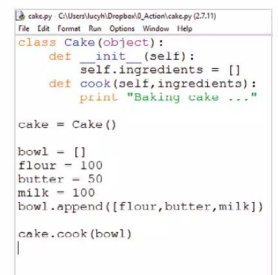 cake.py - C:\Users\lucyh\Dropbox\0_Action\cake.py (2.7.11)
File Edit Format Run Options Window Help
class Cake(object):
    def __init__(self):
        self.ingredients = []
    def cook(self,ingredients):
        print "Baking cake ..."

cake = Cake()

bowl = []
flour = 100
butter = 50
milk = 100
bowl.append([flour,butter,milk])

cake.cook(bowl)